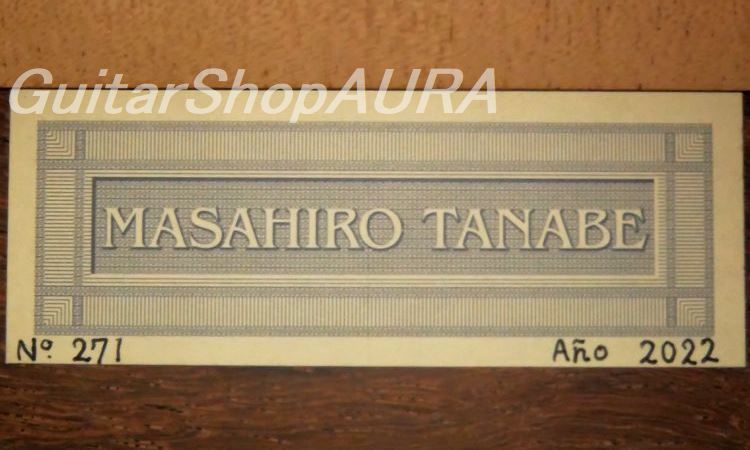 GuitarShopAURA
MASAHIRO TANABE
Nº. 271 Año 2022